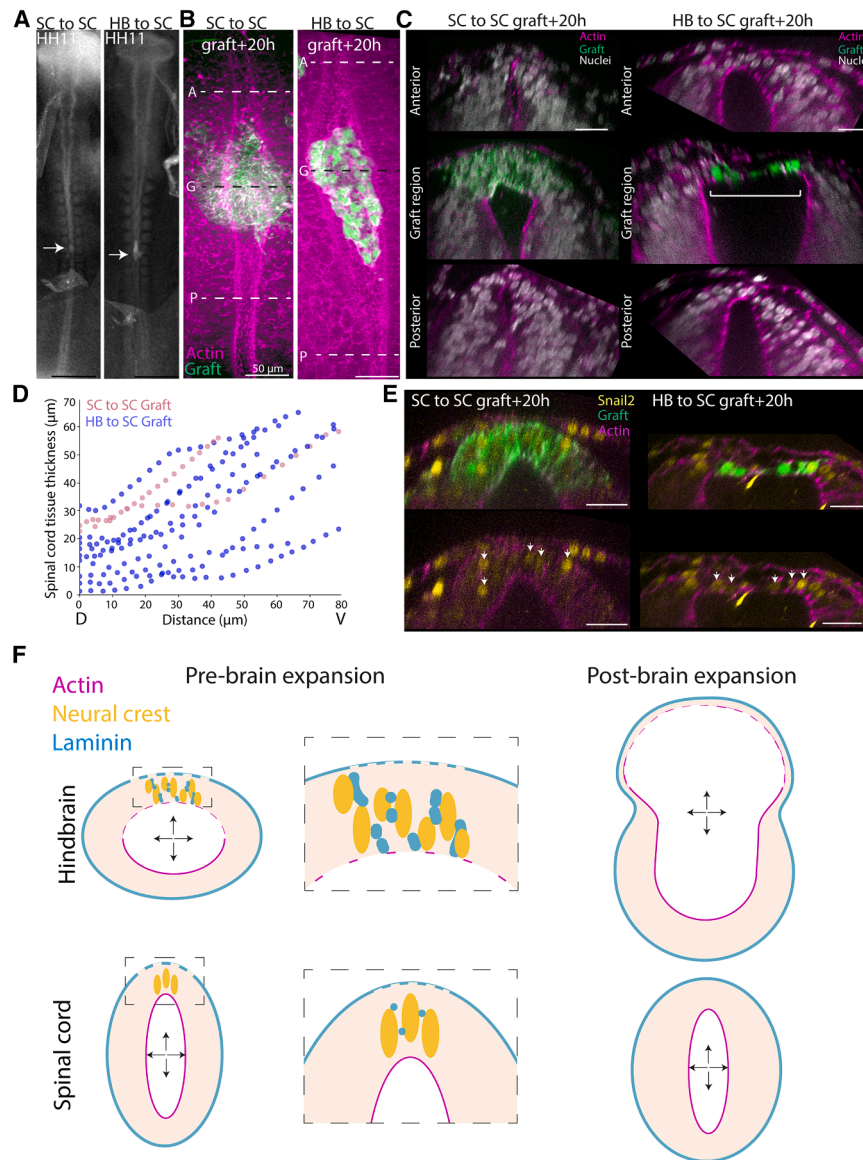 A
SC to SC
HH11
HB to SC
HH11
B
SC to SC
graft+20h
A
G
P
Actin
Graft
50 µm
HB to SC
graft+20h
A
G
P
C
SC to SC graft+20h
HB to SC graft+20h
Actin
Graft
Nuclei
Actin
Graft
Nuclei
Anterior
Graft region
Posterior
Anterior
Graft region
Posterior
D
SC to SC Graft
HB to SC Graft
Spinal cord tissue thickness (µm)
70
60
50
40
30
20
10
0
0
10
20
30
40
50
60
70
80
D
Distance (µm)
V
E
SC to SC graft+20h
Snail2
Graft
Actin
HB to SC graft+20h
F
Actin
Neural crest
Laminin
Pre-brain expansion
Post-brain expansion
Hindbrain
Spinal cord